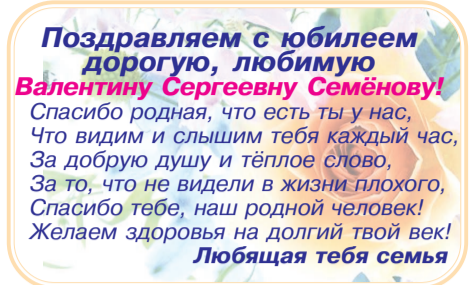 Поздравляем с юбилеем
дорогую, любимую
Валентину Сергеевну Семёнову!
Спасибо родная, что есть ты у нас,
Что видим и слышим тебя каждый час,
За добрую душу и тёплое слово,
За то, что не видели в жизни плохого,
Спасибо тебе, наш родной человек!
Желаем здоровья на долгий твой век!
Любящая тебя семья